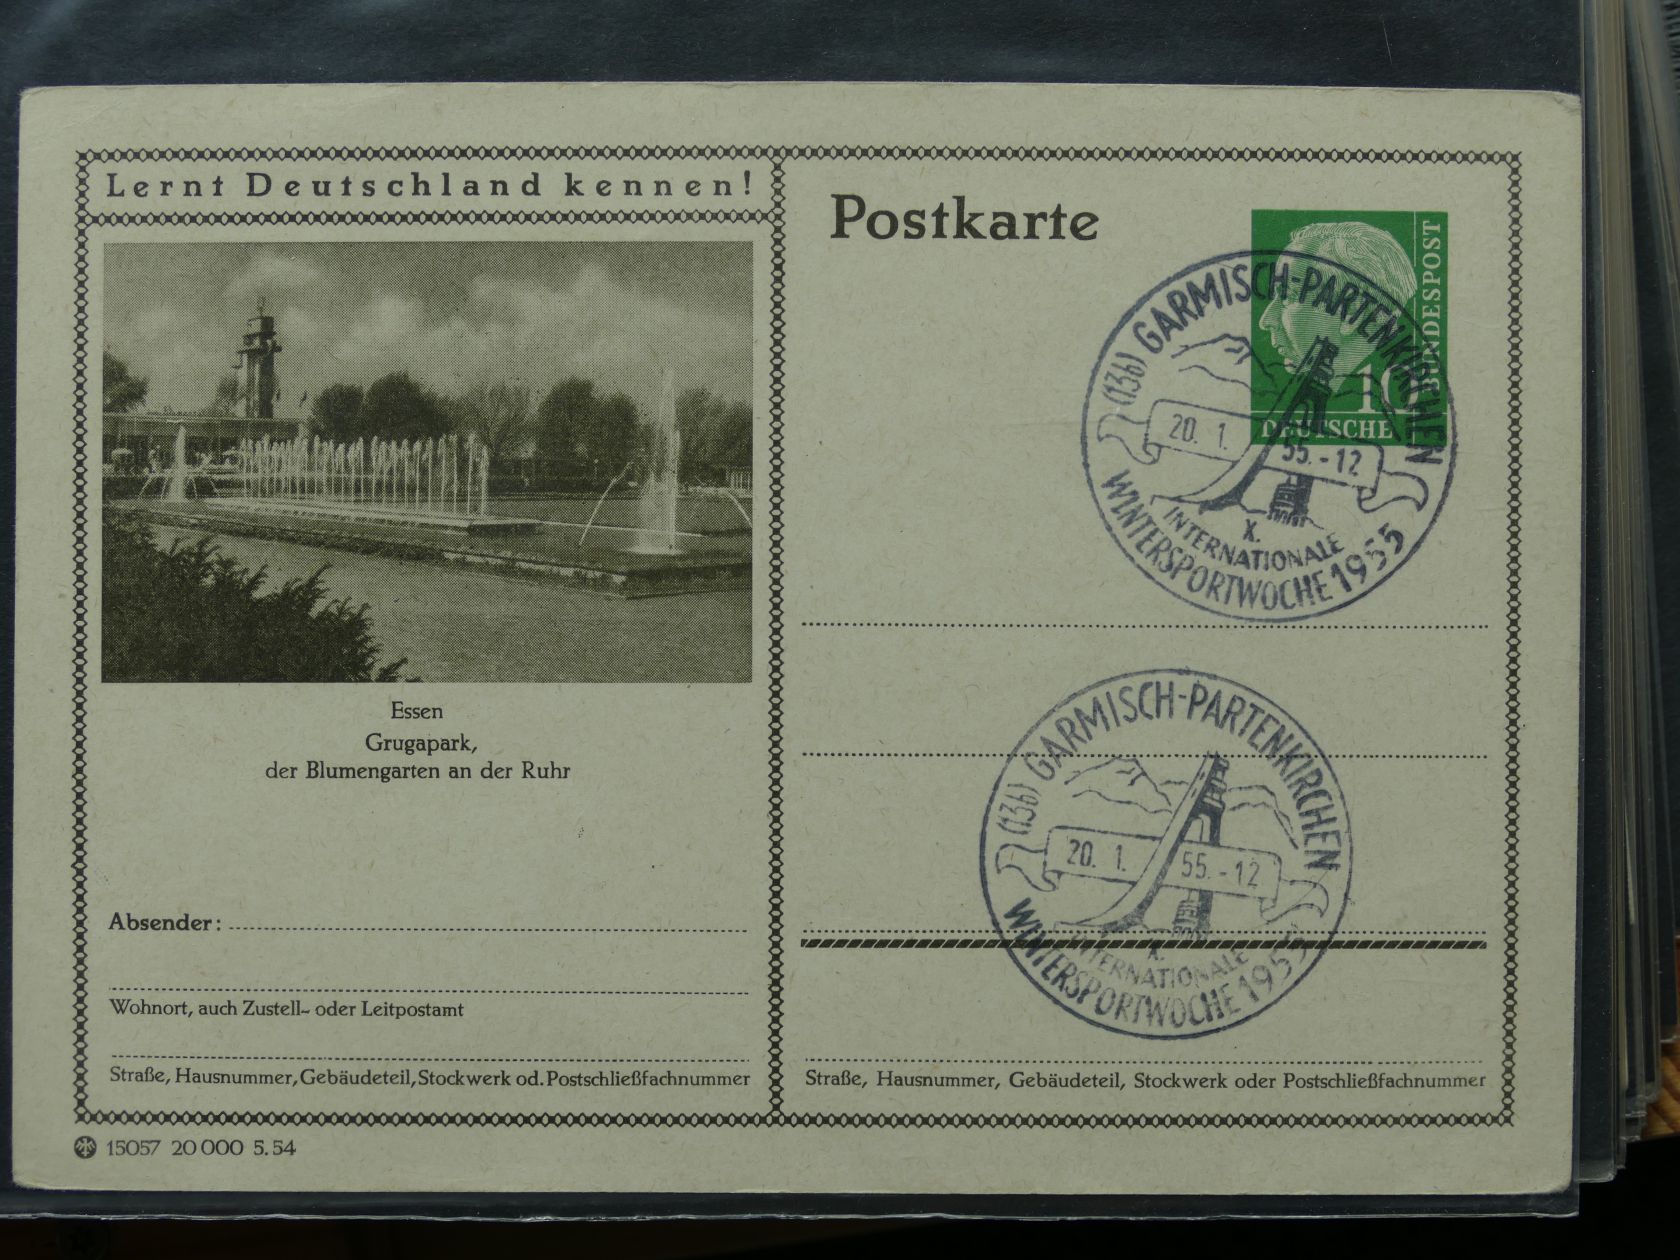 Lernt Deutschland kennen!
Postkarte
BUNDESPOST
10
DEUTSCHE
(13b) GARMISCH-PARTENKIRCHEN
20. 1. 55.-12
X.
INTERNATIONALE
WINTERSPORTWOCHE 1955
Essen
Grugapark,
der Blumengarten an der Ruhr
(13b) GARMISCH-PARTENKIRCHEN
20. 1. 55.-12
X.
INTERNATIONALE
WINTERSPORTWOCHE 1955
Absender:
Wohnort, auch Zustell- oder Leitpostamt
Straße, Hausnummer, Gebäudeteil, Stockwerk od. Postschließfachnummer
Straße, Hausnummer, Gebäudeteil, Stockwerk oder Postschließfachnummer
15057 20 000 5.54